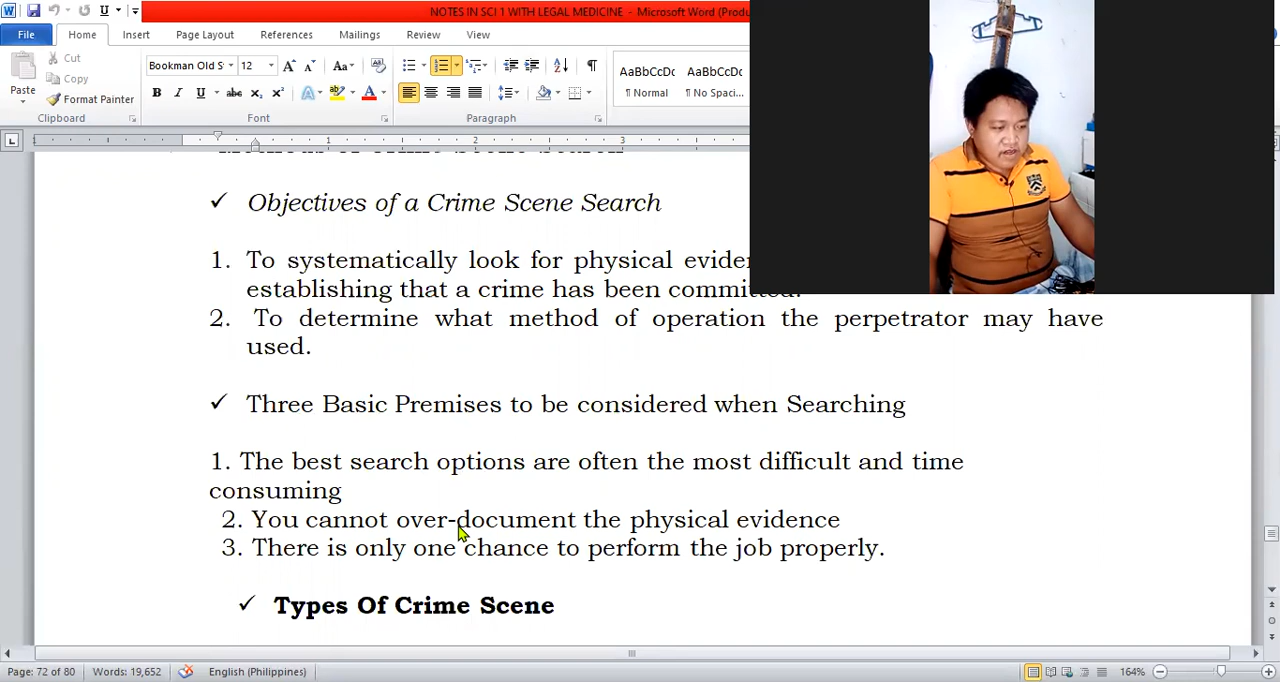 NOTES IN SCI 1 WITH LEGAL MEDICINE - Microsoft Word (Produ
File Home Insert Page Layout References Mailings Review View
Cut
Copy
Format Painter
Paste
Clipboard
Bookman Old S 12
Font
Paragraph
AaBbCcDc AaBbCcDc
¶ Normal ¶ No Spaci...
1 2 3
✓ Objectives of a Crime Scene Search
1. To systematically look for physical evide
establishing that a crime has been committed.
2. To determine what method of operation the perpetrator may have
used.
✓ Three Basic Premises to be considered when Searching
1. The best search options are often the most difficult and time
consuming
2. You cannot over-document the physical evidence
3. There is only one chance to perform the job properly.
✓ Types Of Crime Scene
Page: 72 of 80 Words: 19,652 English (Philippines) 164%